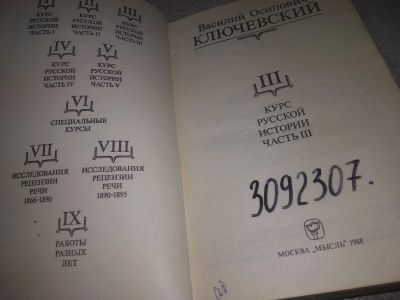 I
II
III
КУРС
РУССКОЙ
ИСТОРИИ
ЧАСТЬ I
КУРС
РУССКОЙ
ИСТОРИИ
ЧАСТЬ II
КУРС
РУССКОЙ
ИСТОРИИ
ЧАСТЬ III
IV
V
КУРС
РУССКОЙ
ИСТОРИИ
ЧАСТЬ IV
КУРС
РУССКОЙ
ИСТОРИИ
ЧАСТЬ V
VI
СПЕЦИАЛЬНЫЕ
КУРСЫ
VII
VIII
ИССЛЕДОВАНИЯ
РЕЦЕНЗИИ
РЕЧИ
1866-1890
ИССЛЕДОВАНИЯ
РЕЦЕНЗИИ
РЕЧИ
1890-1895
IX
РАБОТЫ
РАЗНЫХ
ЛЕТ
Василий Осипович
КЛЮЧЕВСКИЙ
III
КУРС
РУССКОЙ
ИСТОРИИ
ЧАСТЬ III
3092307.
МОСКВА „МЫСЛЬ" 1988